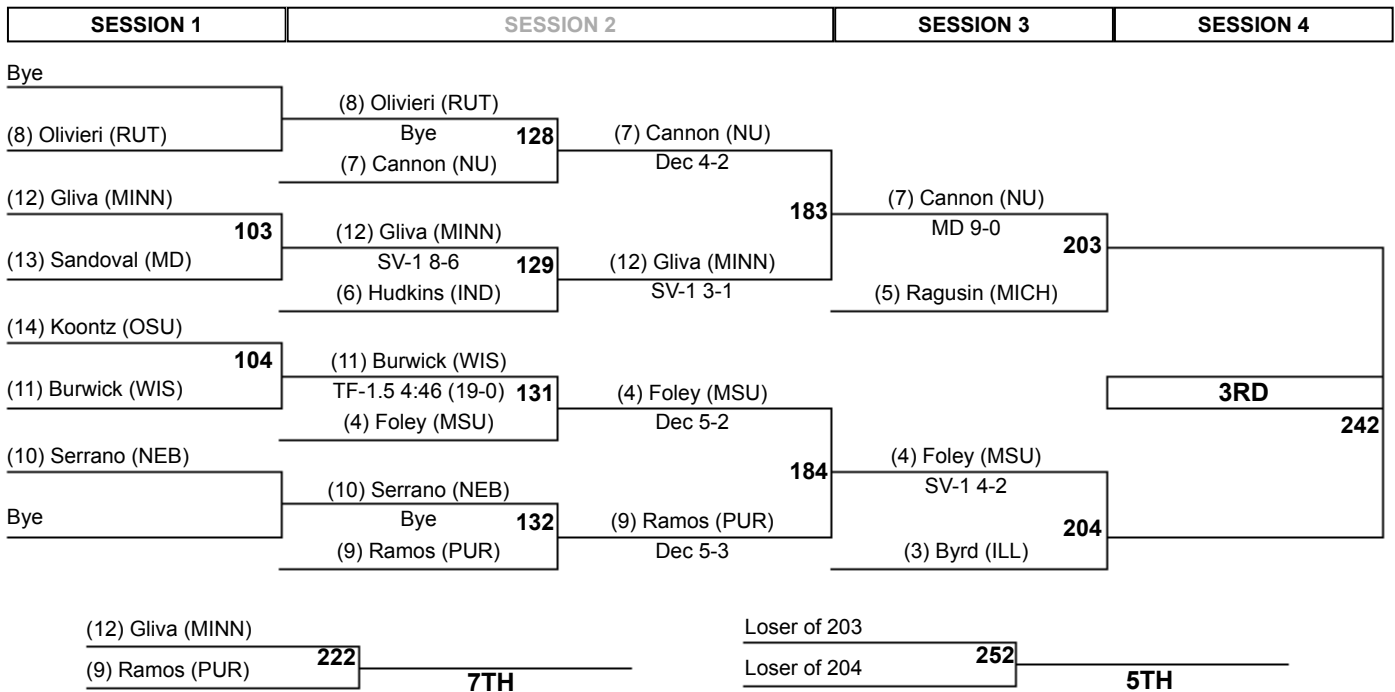 SESSION 1
SESSION 2
SESSION 3
SESSION 4
Bye
(8) Olivieri (RUT)
(12) Gliva (MINN)
103
(13) Sandoval (MD)
(14) Koontz (OSU)
104
(11) Burwick (WIS)
(10) Serrano (NEB)
Bye
(8) Olivieri (RUT)
Bye
128
(7) Cannon (NU)
(12) Gliva (MINN)
SV-1 8-6
129
(6) Hudkins (IND)
(11) Burwick (WIS)
TF-1.5 4:46 (19-0)
131
(4) Foley (MSU)
(10) Serrano (NEB)
Bye
132
(9) Ramos (PUR)
(7) Cannon (NU)
Dec 4-2
183
(12) Gliva (MINN)
SV-1 3-1
(4) Foley (MSU)
Dec 5-2
184
(9) Ramos (PUR)
Dec 5-3
(7) Cannon (NU)
MD 9-0
203
(5) Ragusin (MICH)
(4) Foley (MSU)
SV-1 4-2
204
(3) Byrd (ILL)
3RD
242
(12) Gliva (MINN)
222
(9) Ramos (PUR)
7TH
Loser of 203
252
Loser of 204
5TH